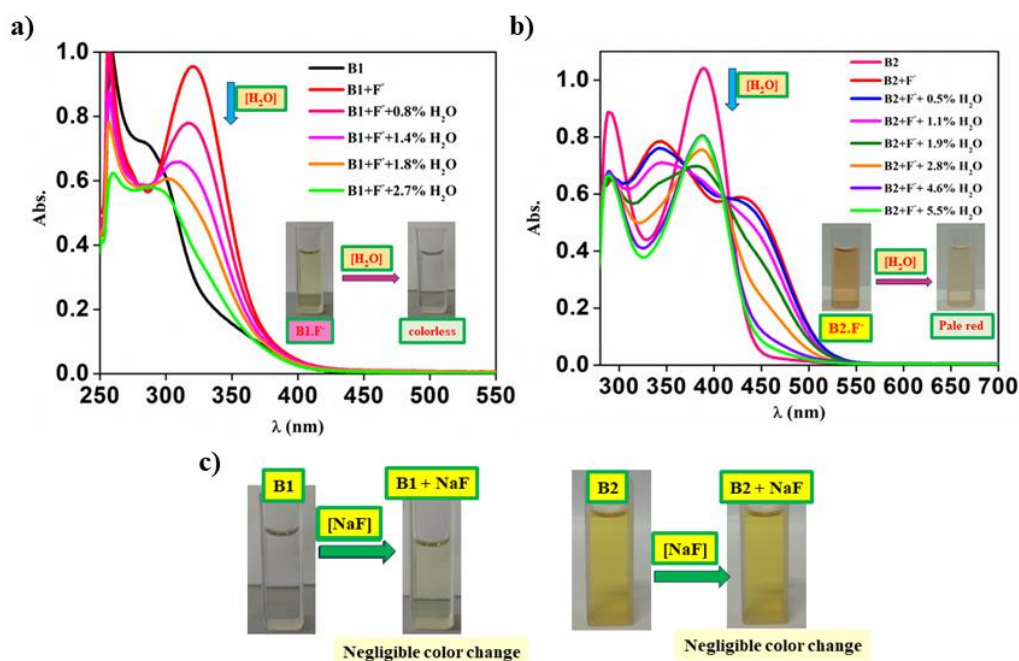 a)
b)
1.0
0.8
0.6
0.4
0.2
0.0
Abs.
250 300 350 400 450 500 550
λ (nm)
[H₂O]
B1
B1+F⁻
B1+F⁻+0.8% H₂O
B1+F⁻+1.4% H₂O
B1+F⁻+1.8% H₂O
B1+F⁻+2.7% H₂O
[H₂O]
B1.F⁻
colorless
1.0
0.8
0.6
0.4
0.2
0.0
Abs.
300 350 400 450 500 550 600 650 700
λ (nm)
[H₂O]
B2
B2+F⁻
B2+F⁻+ 0.5% H₂O
B2+F⁻+ 1.1% H₂O
B2+F⁻+ 1.9% H₂O
B2+F⁻+ 2.8% H₂O
B2+F⁻+ 4.6% H₂O
B2+F⁻+ 5.5% H₂O
[H₂O]
B2.F⁻
Pale red
c)
B1
[NaF]
B1 + NaF
Negligible color change
B2
[NaF]
B2 + NaF
Negligible color change